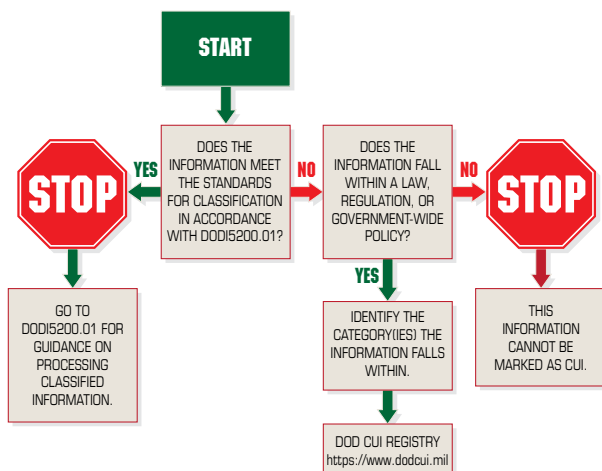 START
DOES THE
INFORMATION MEET
THE STANDARDS
FOR CLASSIFICATION
IN ACCORDANCE
WITH DODI5200.01?
YES
STOP
GO TO
DODI5200.01 FOR
GUIDANCE ON
PROCESSING
CLASSIFIED
INFORMATION.
NO
DOES THE
INFORMATION FALL
WITHIN A LAW,
REGULATION, OR
GOVERNMENT-WIDE
POLICY?
NO
STOP
THIS
INFORMATION
CANNOT BE
MARKED AS CUI.
YES
IDENTIFY THE
CATEGORY(IES) THE
INFORMATION FALLS
WITHIN.
DOD CUI REGISTRY
https://www.dodcui.mil